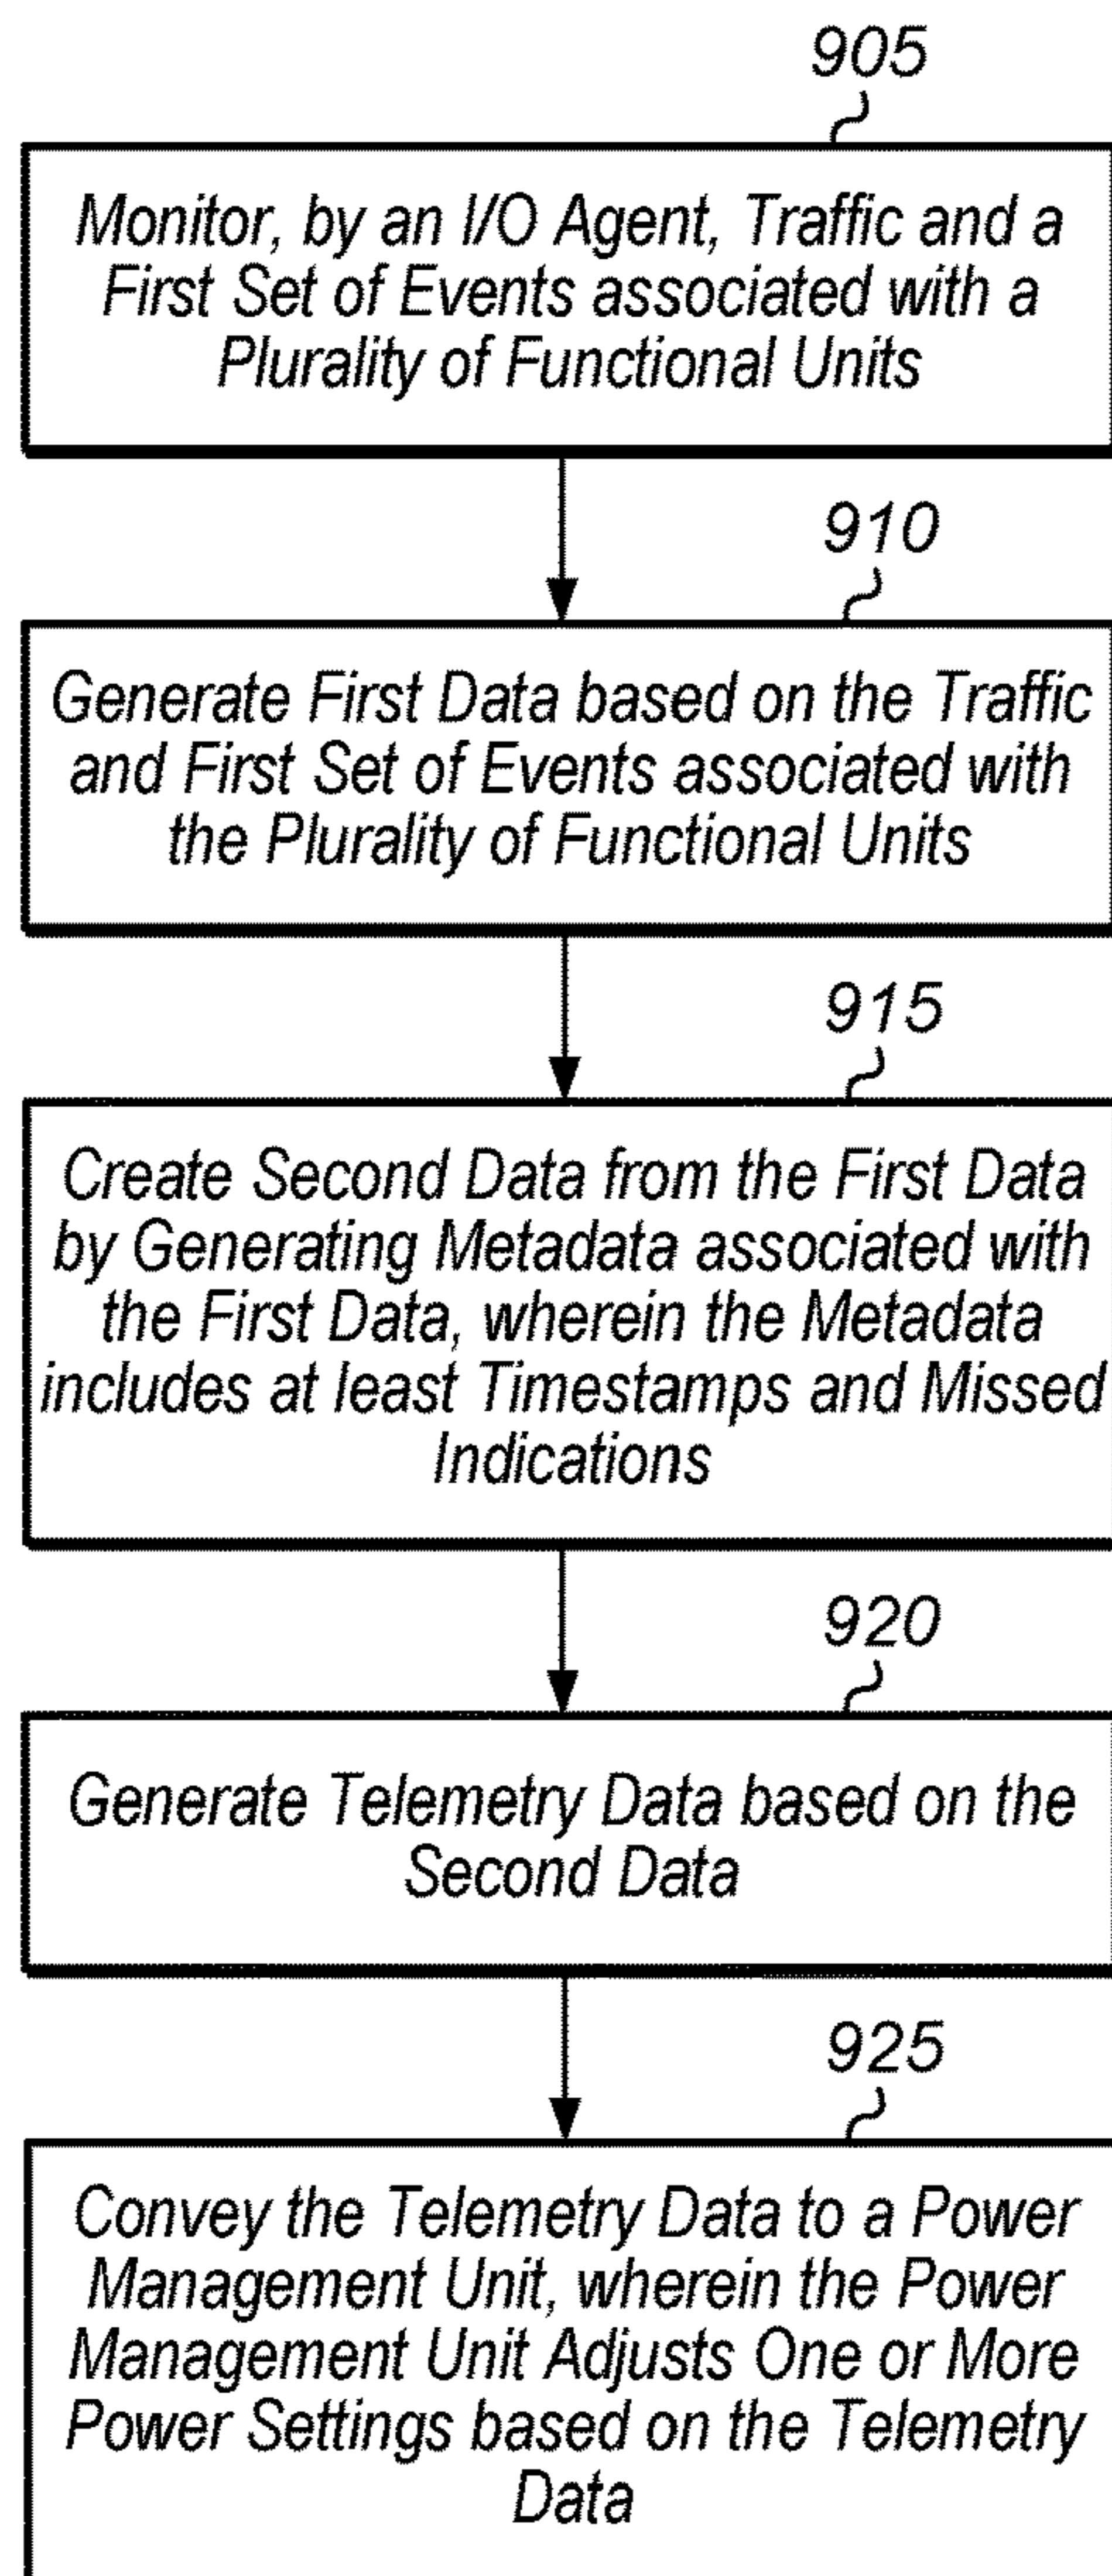 905
Monitor, by an I/O Agent, Traffic and a
First Set of Events associated with a
Plurality of Functional Units
910
Generate First Data based on the Traffic
and First Set of Events associated with
the Plurality of Functional Units
915
Create Second Data from the First Data
by Generating Metadata associated with
the First Data, wherein the Metadata
includes at least Timestamps and Missed
Indications
920
Generate Telemetry Data based on the
Second Data
925
Convey the Telemetry Data to a Power
Management Unit, wherein the Power
Management Unit Adjusts One or More
Power Settings based on the Telemetry
Data